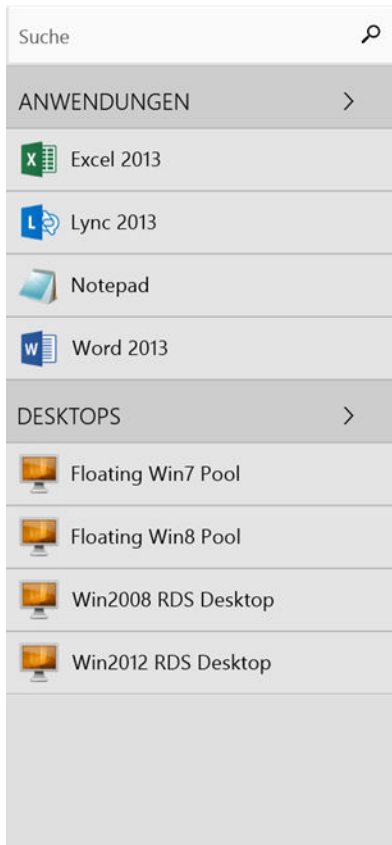 Suche
ANWENDUNGEN
Excel 2013
Lync 2013
Notepad
Word 2013
DESKTOPS
Floating Win7 Pool
Floating Win8 Pool
Win2008 RDS Desktop
Win2012 RDS Desktop